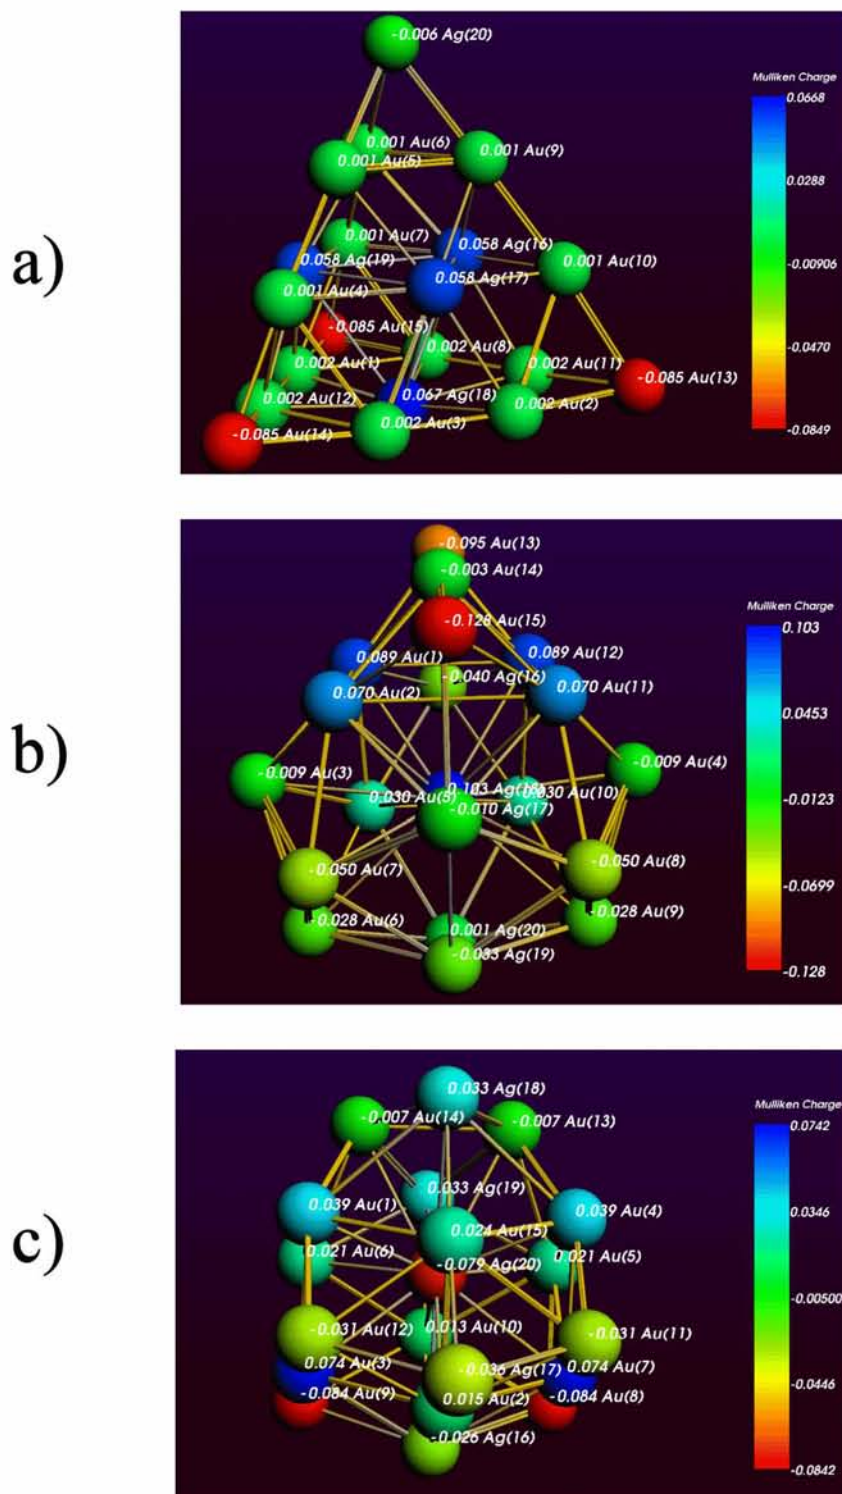 a)
-0.006 Ag(20)
Mulliken Charge
0.0668
0.001 Au(6)
0.001 Au(5)
0.001 Au(9)
0.0288
0.001 Au(7)
0.058 Ag(16)
0.058 Ag(19)
0.058 Ag(17)
0.001 Au(10)
-0.00906
0.001 Au(4)
-0.085 Au(15)
0.002 Au(8)
-0.0470
0.002 Au(1)
0.002 Au(11)
-0.085 Au(13)
0.002 Au(12)
0.067 Ag(18)
0.002 Au(2)
0.002 Au(3)
-0.085 Au(14)
-0.0849
b)
-0.095 Au(13)
-0.003 Au(14)
Mulliken Charge
-0.128 Au(15)
0.103
0.089 Au(1)
0.089 Au(12)
-0.040 Ag(16)
0.070 Au(2)
0.070 Au(11)
0.0453
-0.009 Au(3)
-0.009 Au(4)
0.103 Ag(18)
0.030 Au(5)
0.030 Au(10)
-0.010 Ag(17)
-0.0123
-0.050 Au(7)
-0.050 Au(8)
-0.0699
-0.028 Au(6)
-0.028 Au(9)
0.001 Ag(20)
-0.033 Ag(19)
-0.128
c)
0.033 Ag(18)
Mulliken Charge
-0.007 Au(14)
-0.007 Au(13)
0.0742
0.033 Ag(19)
0.039 Au(1)
0.039 Au(4)
0.0346
0.024 Au(15)
0.021 Au(6)
0.021 Au(5)
-0.079 Ag(20)
-0.00500
-0.031 Au(12)
0.013 Au(10)
-0.031 Au(11)
0.074 Au(3)
-0.036 Ag(17)
0.074 Au(7)
-0.0446
-0.084 Au(9)
0.015 Au(2)
-0.084 Au(8)
-0.026 Ag(16)
-0.0842